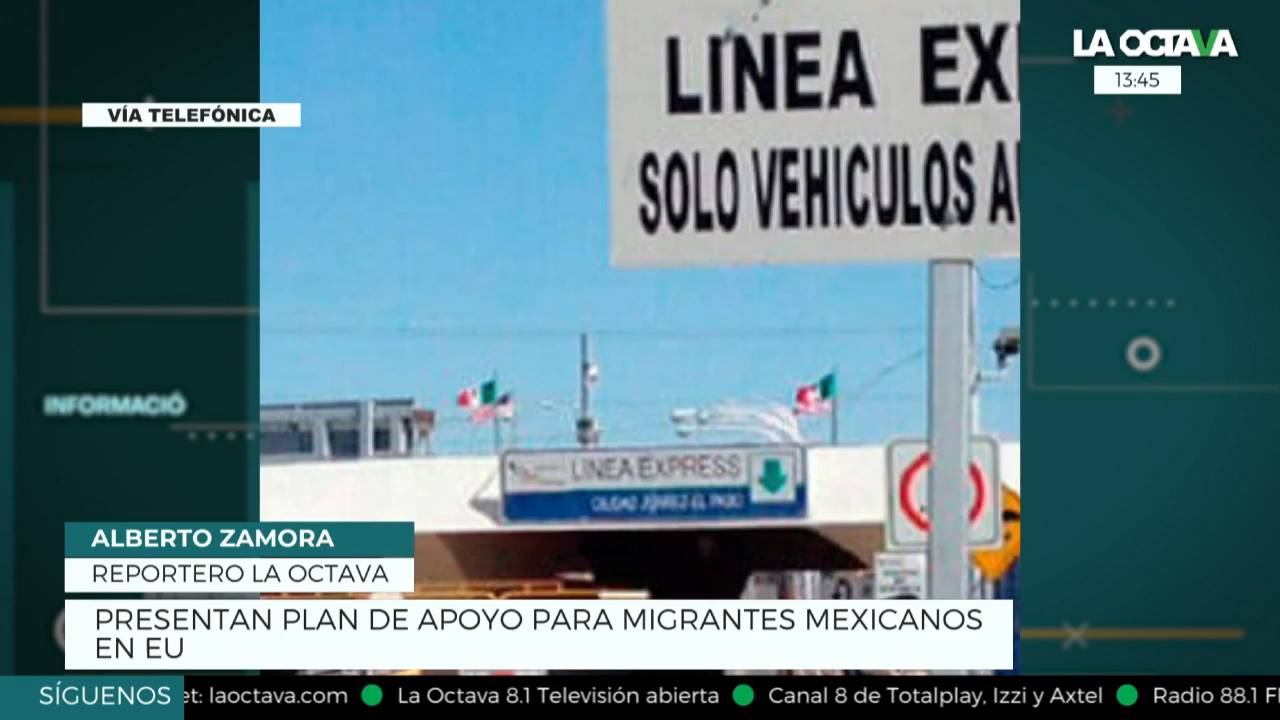 LA OCTAVA
13:45
VÍA TELEFÓNICA
LINEA EX
SOLO VEHICULOS A
INFORMACIÓ
LINEA EXPRESS
CIUDAD JUAREZ-EL PASO
ALBERTO ZAMORA
REPORTERO LA OCTAVA
PRESENTAN PLAN DE APOYO PARA MIGRANTES MEXICANOS
EN EU
SÍGUENOS et: laoctava.com La Octava 8.1 Televisión abierta Canal 8 de Totalplay, Izzi y Axtel Radio 88.1 F